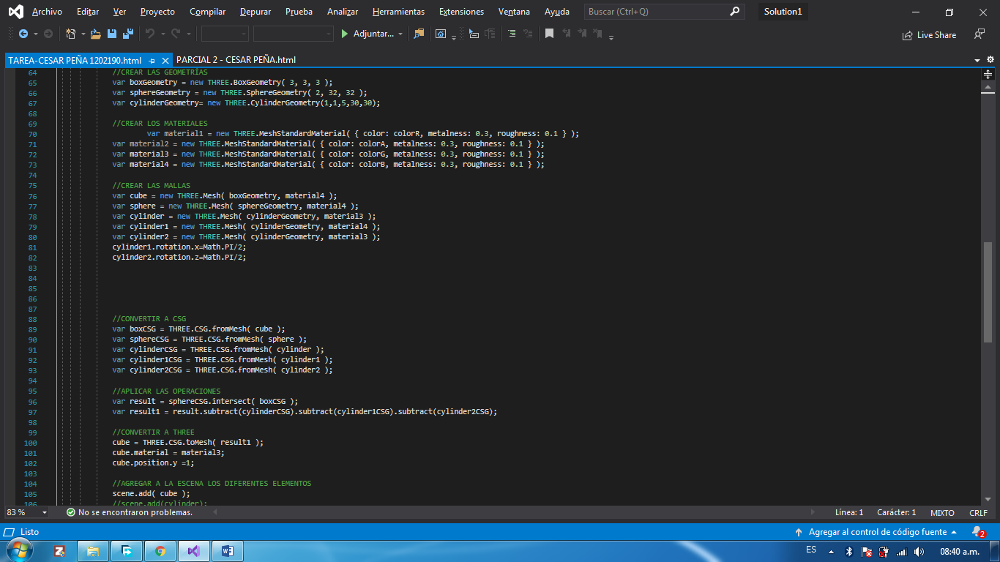 Archivo Editar Ver Proyecto Compilar Depurar Prueba Analizar Herramientas Extensiones Ventana Ayuda Buscar (Ctrl+Q) Solution1
Adjuntar... Live Share
TAREA-CESAR PEÑA 1202190.html PARCIAL 2 - CESAR PEÑA.html
64 //CREAR LAS GEOMETRÍAS
65 var boxGeometry = new THREE.BoxGeometry( 3, 3, 3 );
66 var sphereGeometry = new THREE.SphereGeometry( 2, 32, 32 );
67 var cylinderGeometry= new THREE.CylinderGeometry(1,1,5,30,30);
68
69 //CREAR LOS MATERIALES
70 var material1 = new THREE.MeshStandardMaterial( { color: colorR, metalness: 0.3, roughness: 0.1 } );
71 var material2 = new THREE.MeshStandardMaterial( { color: colorA, metalness: 0.3, roughness: 0.1 } );
72 var material3 = new THREE.MeshStandardMaterial( { color: colorG, metalness: 0.3, roughness: 0.1 } );
73 var material4 = new THREE.MeshStandardMaterial( { color: colorB, metalness: 0.3, roughness: 0.1 } );
74
75 //CREAR LAS MALLAS
76 var cube = new THREE.Mesh( boxGeometry, material4 );
77 var sphere = new THREE.Mesh( sphereGeometry, material4 );
78 var cylinder = new THREE.Mesh( cylinderGeometry, material3 );
79 var cylinder1 = new THREE.Mesh( cylinderGeometry, material4 );
80 var cylinder2 = new THREE.Mesh( cylinderGeometry, material3 );
81 cylinder1.rotation.x=Math.PI/2;
82 cylinder2.rotation.z=Math.PI/2;
83
84
85
86
87
88 //CONVERTIR A CSG
89 var boxCSG = THREE.CSG.fromMesh( cube );
90 var sphereCSG = THREE.CSG.fromMesh( sphere );
91 var cylinderCSG = THREE.CSG.fromMesh( cylinder );
92 var cylinder1CSG = THREE.CSG.fromMesh( cylinder1 );
93 var cylinder2CSG = THREE.CSG.fromMesh( cylinder2 );
94
95 //APLICAR LAS OPERACIONES
96 var result = sphereCSG.intersect( boxCSG );
97 var result1 = result.subtract(cylinderCSG).subtract(cylinder1CSG).subtract(cylinder2CSG);
98
99 //CONVERTIR A THREE
100 cube = THREE.CSG.toMesh( result1 );
101 cube.material = material3;
102 cube.position.y =1;
103
104 //AGREGAR A LA ESCENA LOS DIFERENTES ELEMENTOS
105 scene.add( cube );
106 //scene.add(cylinder);
83 % No se encontraron problemas. Línea: 1 Carácter: 1 MIXTO CRLF
Listo Agregar al control de código fuente 2
ES 08:40 a.m.